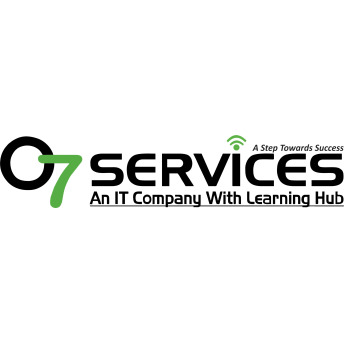 A Step Towards Success
O7 SERVICES
An IT Company With Learning Hub